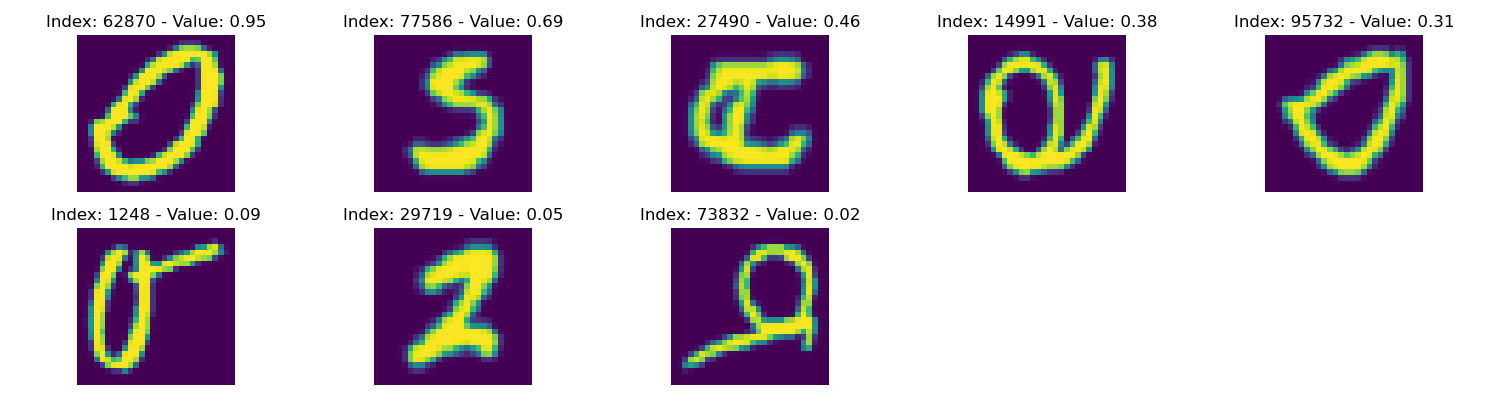 Index: 62870 - Value: 0.95 Index: 77586 - Value: 0.69 Index: 27490 - Value: 0.46 Index: 14991 - Value: 0.38 Index: 95732 - Value: 0.31
Index: 1248 - Value: 0.09 Index: 29719 - Value: 0.05 Index: 73832 - Value: 0.02